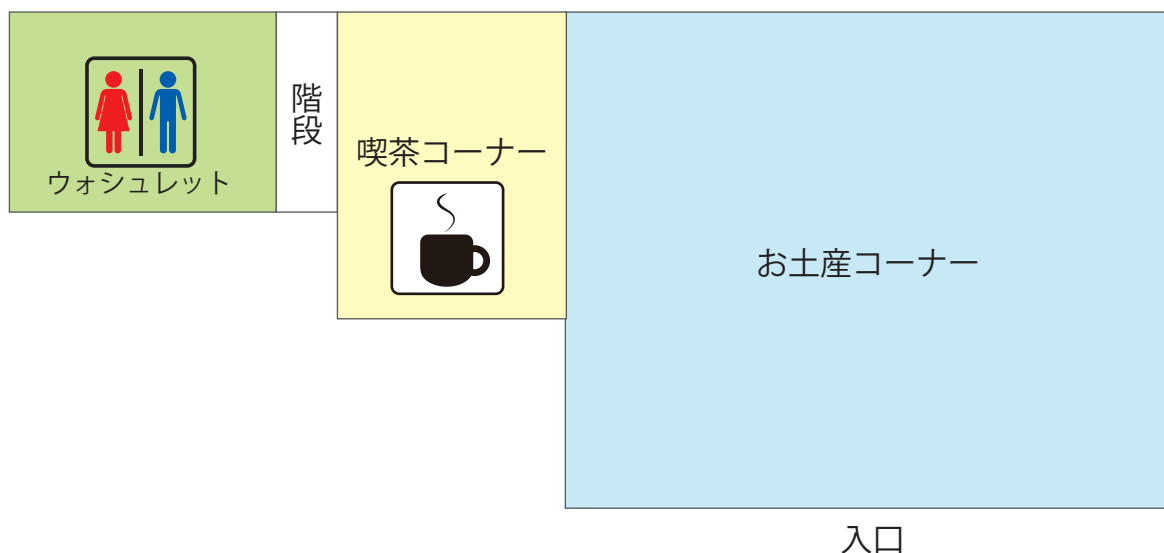 階段
喫茶コーナー
ウォシュレット
お土産コーナー
入口